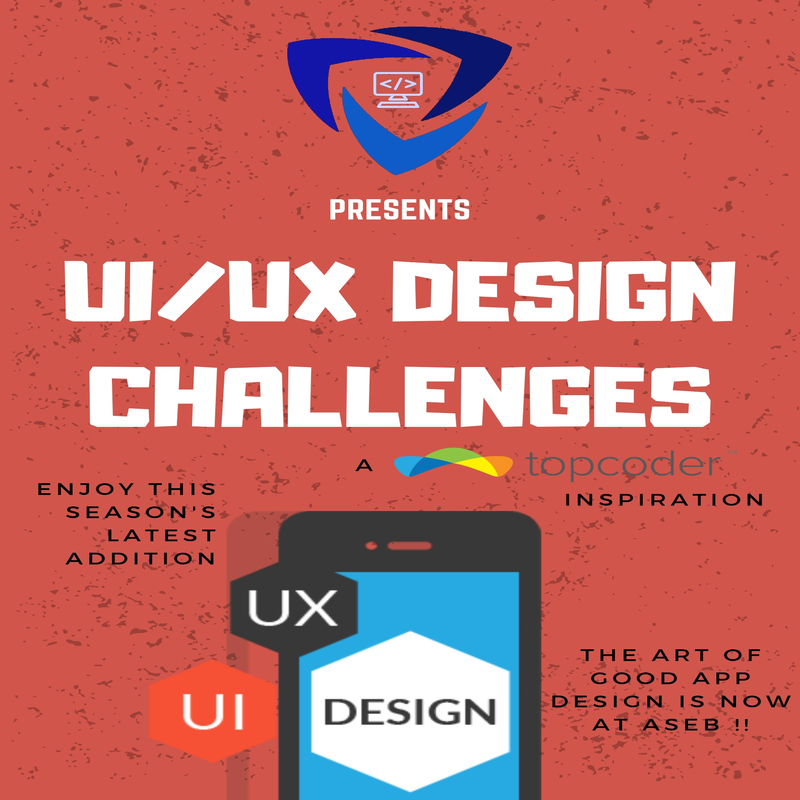 </>
PRESENTS
UI/UX DESIGN
CHALLENGES
A topcoder™
INSPIRATION
ENJOY THIS
SEASON'S
LATEST
ADDITION
UX
UI
DESIGN
THE ART OF
GOOD APP
DESIGN IS NOW
AT ASEB !!